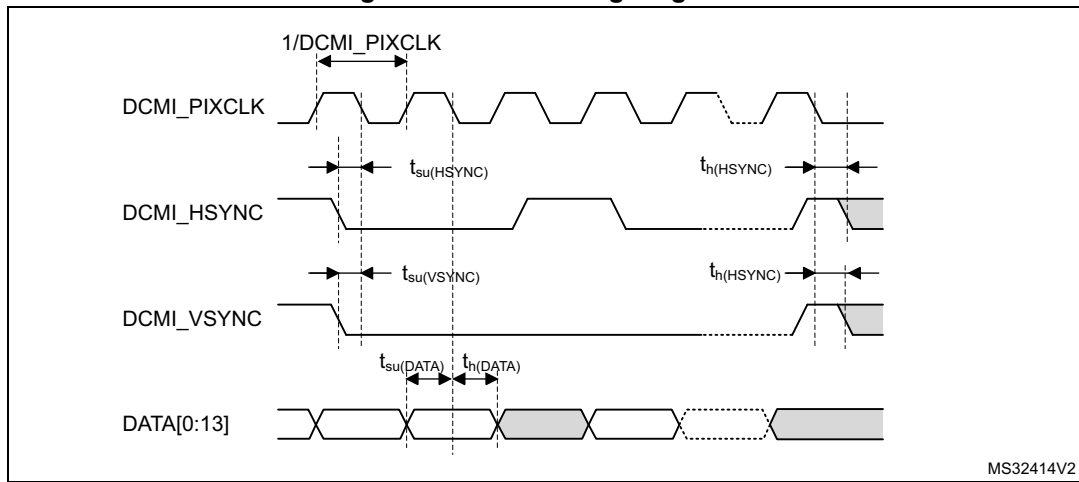 1/DCMI_PIXCLK
DCMI_PIXCLK
tsu(HSYNC) th(HSYNC)
DCMI_HSYNC
tsu(VSYNC) th(HSYNC)
DCMI_VSYNC
tsu(DATA) th(DATA)
DATA[0:13]
MS32414V2